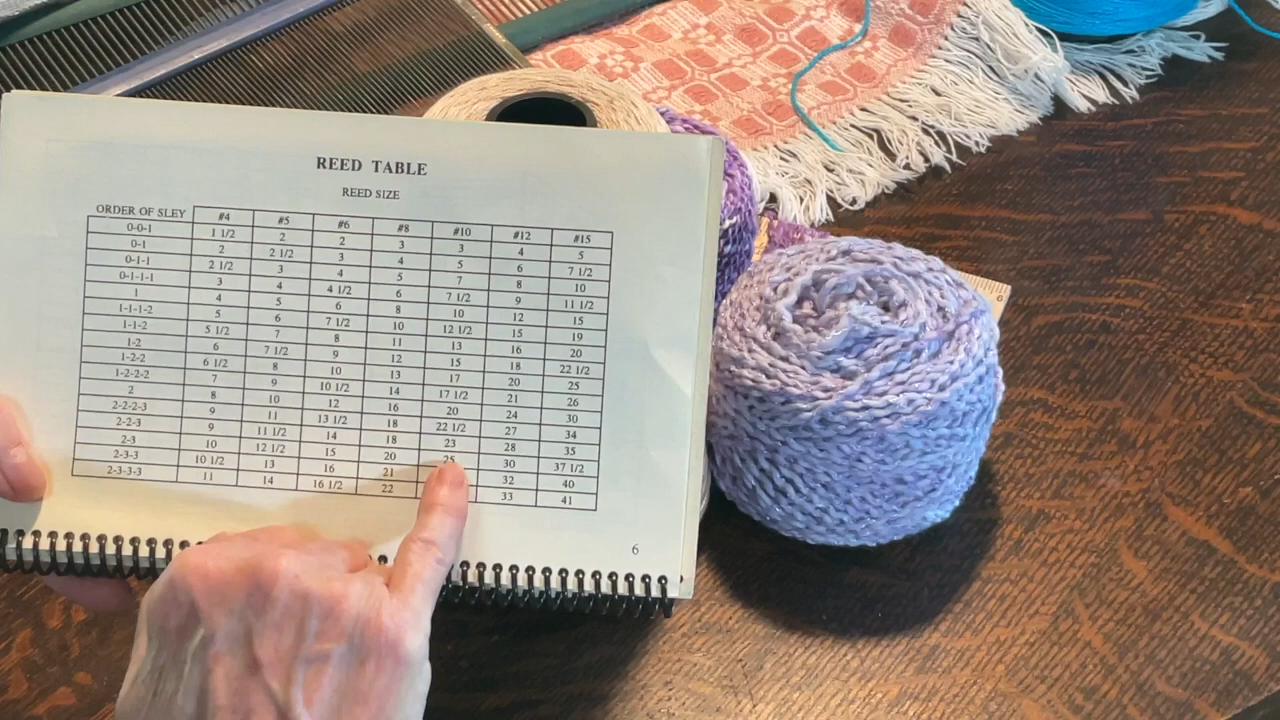 REED TABLE
REED SIZE
ORDER OF SLEY #4 #5 #6 #8 #10 #12 #15
0-0-1 1 1/2 2 2 3 3 4 5
0-1 2 2 1/2 3 4 5 6 7 1/2
0-1-1 2 1/2 3 4 5 7 8 10
0-1-1-1 3 4 4 1/2 6 7 1/2 9 11 1/2
1 4 5 6 8 10 12 15
1-1-1-2 5 6 7 1/2 10 12 1/2 15 19
1-1-2 5 1/2 7 8 11 13 16 20
1-2 6 7 1/2 9 12 15 18 22 1/2
1-2-2 6 1/2 8 10 13 17 20 25
1-2-2-2 7 9 10 1/2 14 17 1/2 21 26
2 8 10 12 16 20 24 30
2-2-2-3 9 11 13 1/2 18 22 1/2 27 34
2-2-3 9 11 1/2 14 18 23 28 35
2-3 10 12 1/2 15 20 25 30 37 1/2
2-3-3 10 1/2 13 16 21 32 40
2-3-3-3 11 14 16 1/2 22 33 41
6